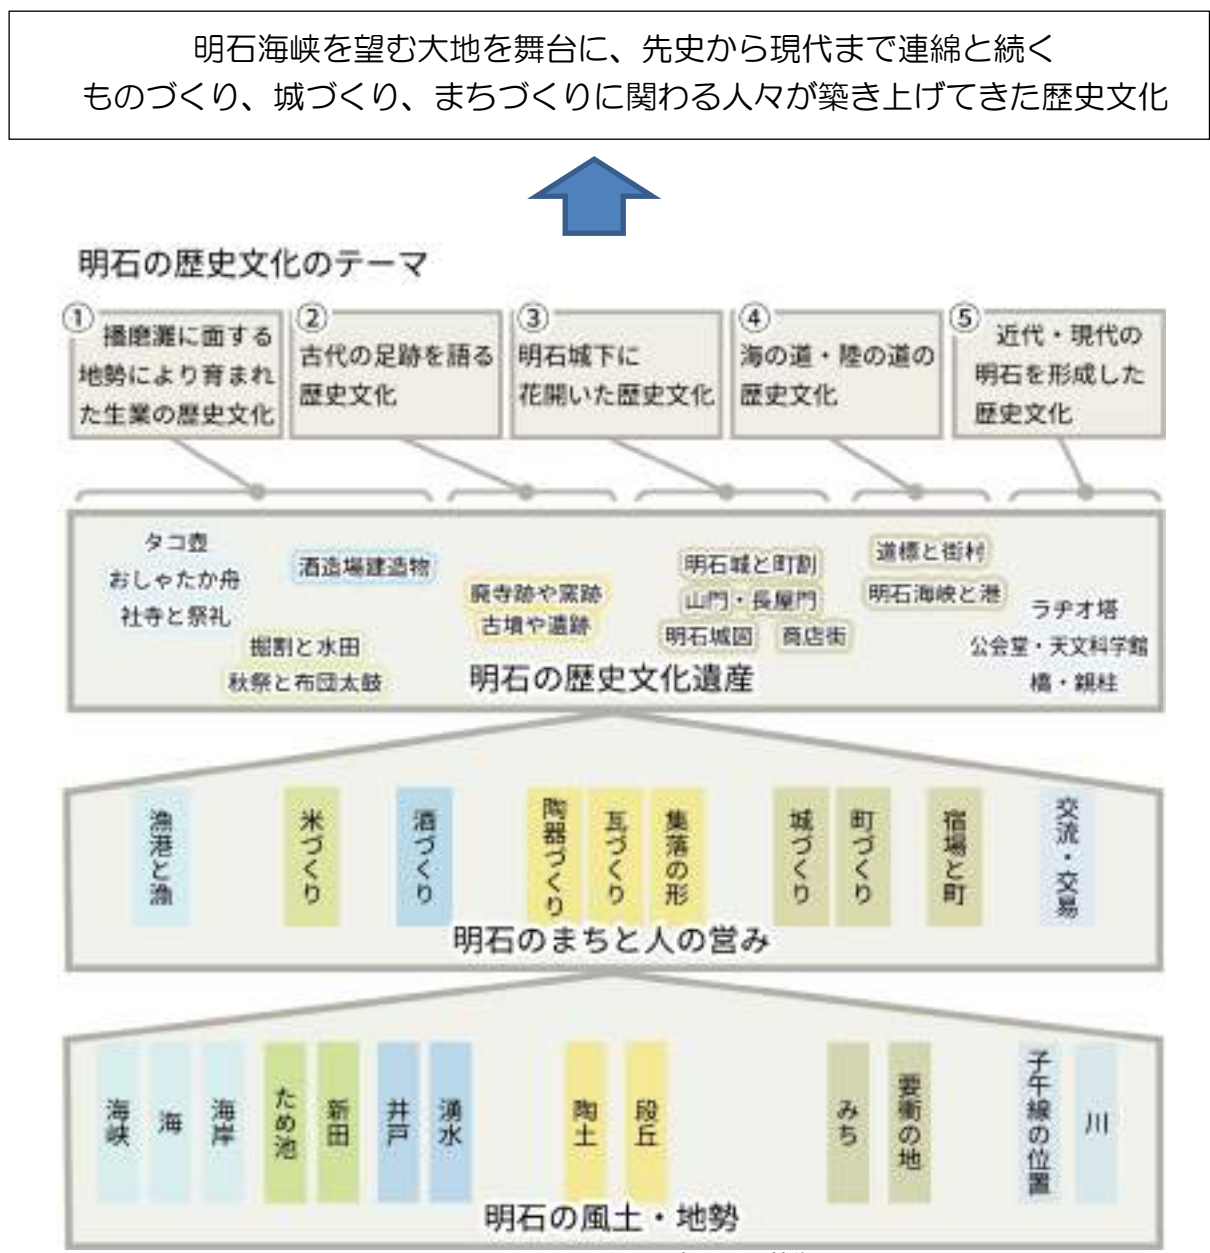 明石海峡を望む大地を舞台に、先史から現代まで連綿と続く
ものづくり、城づくり、まちづくりに関わる人々が築き上げてきた歴史文化
明石の歴史文化のテーマ
①
播磨灘に面する
地勢により育まれ
た生業の歴史文化
②
古代の足跡を語る
歴史文化
③
明石城下に
花開いた歴史文化
④
海の道・陸の道の
歴史文化
⑤
近代・現代の
明石を形成した
歴史文化
タコ壺
おしゃたか舟
社寺と祭礼
酒造場建造物
掘割と水田
秋祭と布団太鼓
廃寺跡や窯跡
古墳や遺跡
明石城と町割
山門・長屋門
明石城図
商店街
道標と街村
明石海峡と港
ラヂオ塔
公会堂・天文科学館
橋・親柱
明石の歴史文化遺産
漁港と漁
米づくり
酒づくり
陶器づくり
瓦づくり
集落の形
城づくり
町づくり
宿場と町
交流・交易
明石のまちと人の営み
海峡
海
海岸
ため池
新田
井戸
湧水
陶土
段丘
みち
要衝の地
子午線の位置
川
明石の風土・地勢